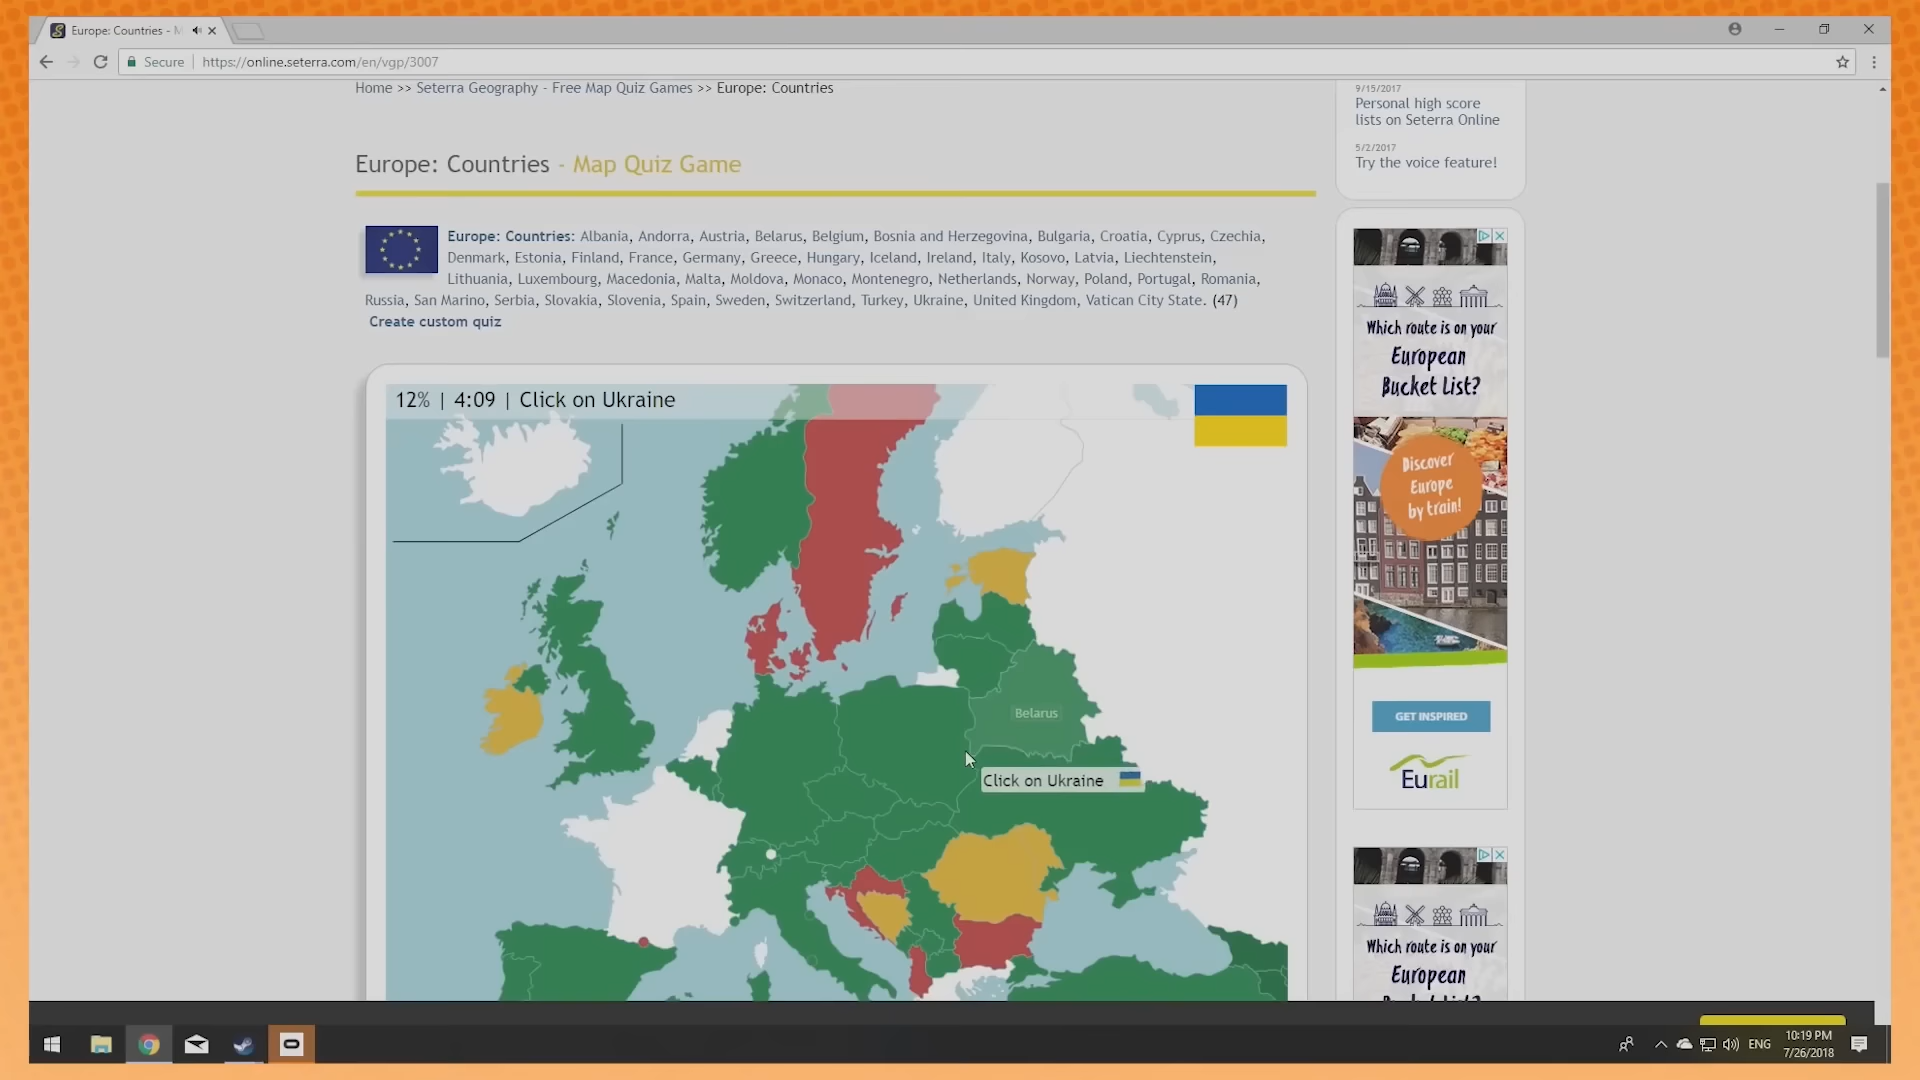 Europe: Countries - M
Secure
https://online.seterra.com/en/vgp/3007
Home >> Seterra Geography - Free Map Quiz Games >> Europe: Countries
Europe: Countries - Map Quiz Game
Europe: Countries: Albania, Andorra, Austria, Belarus, Belgium, Bosnia and Herzegovina, Bulgaria, Croatia, Cyprus, Czechia,
Denmark, Estonia, Finland, France, Germany, Greece, Hungary, Iceland, Ireland, Italy, Kosovo, Latvia, Liechtenstein,
Lithuania, Luxembourg, Macedonia, Malta, Moldova, Monaco, Montenegro, Netherlands, Norway, Poland, Portugal, Romania,
Russia, San Marino, Serbia, Slovakia, Slovenia, Spain, Sweden, Switzerland, Turkey, Ukraine, United Kingdom, Vatican City State. (47)
Create custom quiz
12% | 4:09 | Click on Ukraine
Belarus
Click on Ukraine
9/15/2017
Personal high score
lists on Seterra Online
5/2/2017
Try the voice feature!
Which route is on your
European
Bucket List?
Discover
Europe
by train!
GET INSPIRED
Eurail
Which route is on your
European
ENG
10:19 PM
7/26/2018